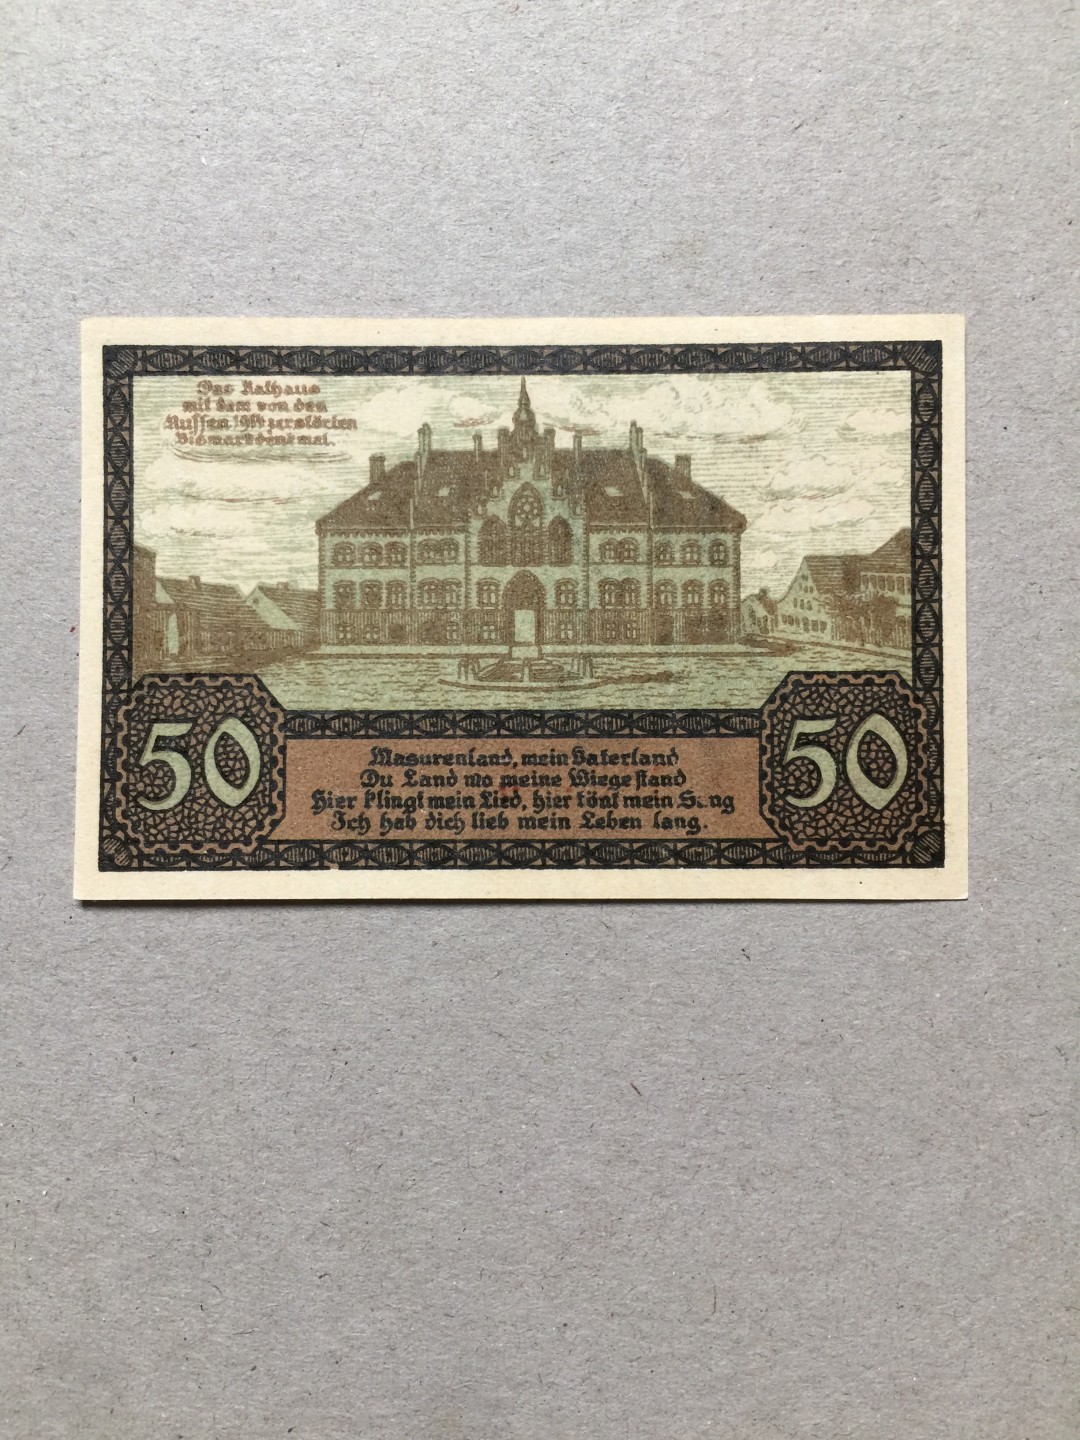 Das Rathaus
mit dem von den
Russen 1914 zerstörten
Bismarckdenkmal.
50
50
Masurenland, mein Vaterland
Du Land wo meine Wiege stand
Hier klingt mein Lied, hier tönt mein Sang
Ich hab dich lieb mein Leben lang.